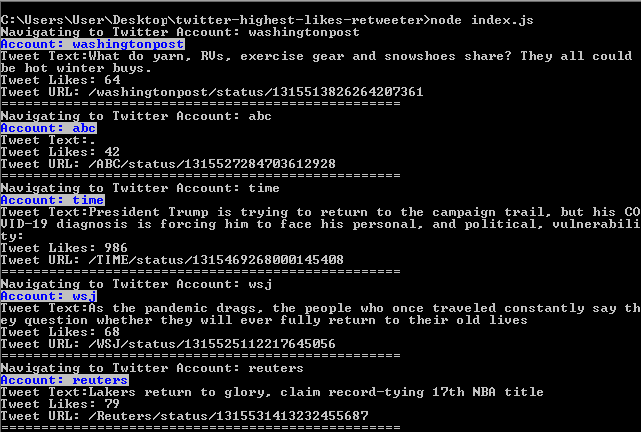 C:\Users\User\Desktop\twitter-highest-likes-retweeter>node index.js
Navigating to Twitter Account: washingtonpost
Account: washingtonpost
Tweet Text:What do yarn, RVs, exercise gear and snowshoes share? They all could
be hot winter buys.
Tweet Likes: 64
Tweet URL: /washingtonpost/status/1315513826264207361
==================================================
Navigating to Twitter Account: abc
Account: abc
Tweet Text:.
Tweet Likes: 42
Tweet URL: /ABC/status/1315527284703612928
==================================================
Navigating to Twitter Account: time
Account: time
Tweet Text:President Trump is trying to return to the campaign trail, but his CO
VID-19 diagnosis is forcing him to face his personal, and political, vulnerabili
ty:
Tweet Likes: 986
Tweet URL: /TIME/status/1315469268000145408
==================================================
Navigating to Twitter Account: wsj
Account: wsj
Tweet Text:As the pandemic drags, the people who once traveled constantly say th
ey question whether they will ever fully return to their old lives
Tweet Likes: 68
Tweet URL: /WSJ/status/1315525112217645056
==================================================
Navigating to Twitter Account: reuters
Account: reuters
Tweet Text:Lakers return to glory, claim record-tying 17th NBA title
Tweet Likes: 79
Tweet URL: /Reuters/status/1315531413232455687
==================================================